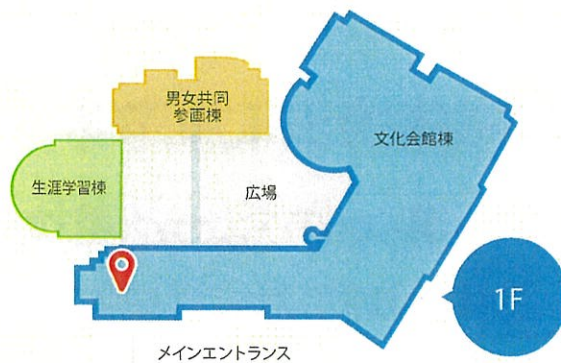 男女共同
参画棟
文化会館棟
生涯学習棟
広場
1F
メインエントランス